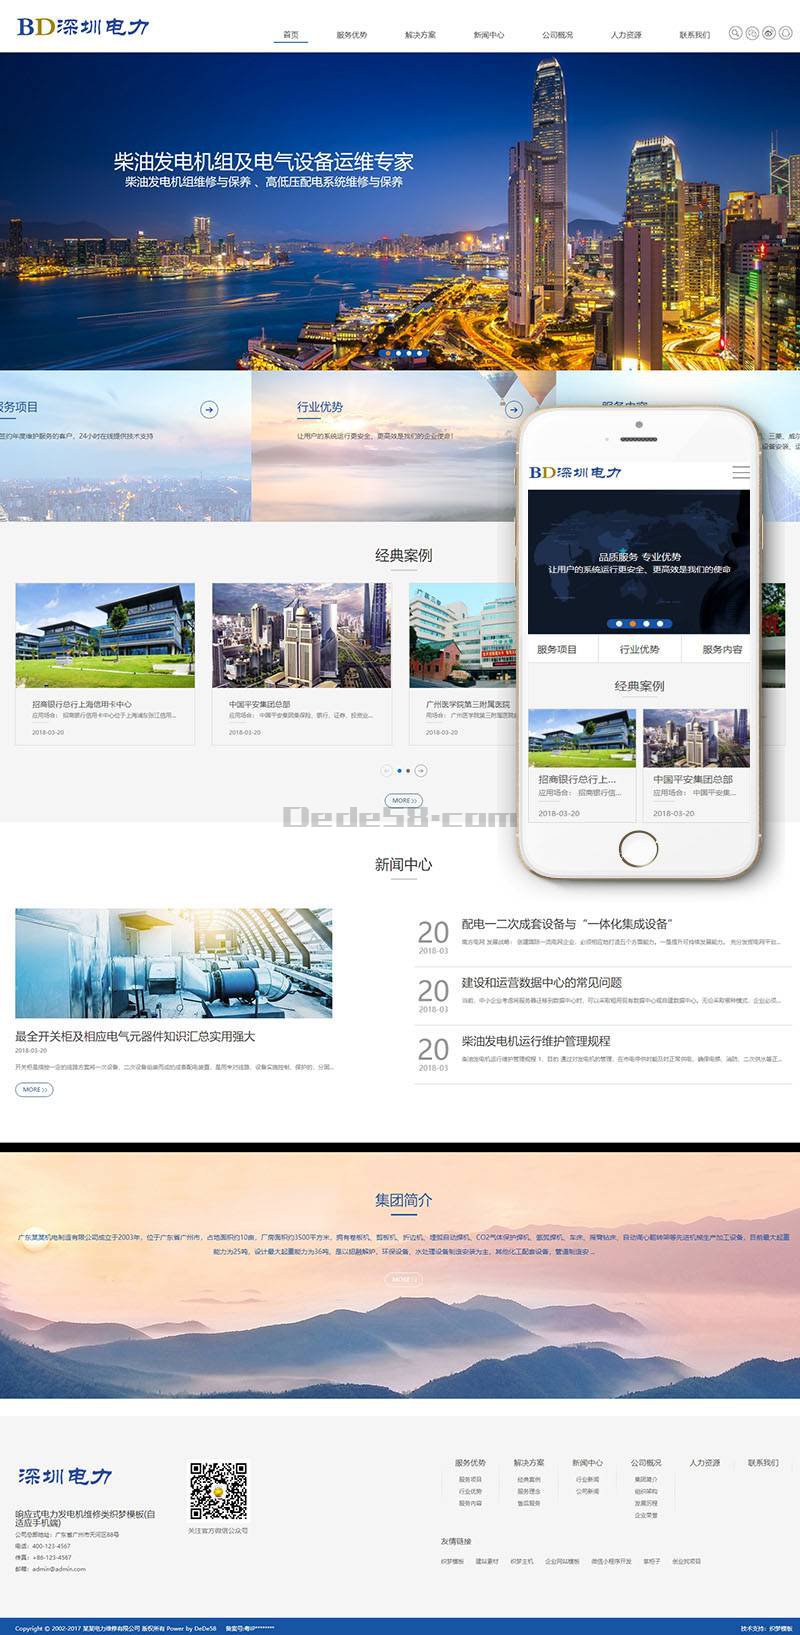 BD深圳电力
首页 服务优势 解决方案 新闻中心 公司概况 人力资源 联系我们
柴油发电机组及电气设备运维专家
柴油发电机组维修与保养、高低压配电系统维修与保养
服务项目
签约年度维护服务的客户，24小时在线提供技术支持
行业优势
让用户的系统运行更安全、更高效是我们的企业使命！
服务内容
经典案例
招商银行总行上海信用卡中心
应用场合： 招商银行信用卡中心位于上海浦东张江信用...
2018-03-20
中国平安集团总部
应用场合： 中国平安集团集保险、银行、证券、投资业...
2018-03-20
广州医学院第三附属医院
用场合： 广州医学院第三附属医院
2018-03-20
MORE >>
Dede58.com
BD深圳电力
品质服务 专业优势
让用户的系统运行更安全、更高效是我们的使命
服务项目 行业优势 服务内容
经典案例
招商银行总行上...
应用场合： 招商银行信...
2018-03-20
中国平安集团总部
应用场合： 中国平安集...
2018-03-20
新闻中心
最全开关柜及相应电气元器件知识汇总实用强大
2018-03-20
开关柜是按照一定的线路方案将一次设备、二次设备组装而成的成套配电装置，是用来对线路、设备实施控制、保护的，分固...
MORE >>
20
2018-03
配电一二次成套设备与“一体化集成设备”
南方电网 发展战略： 创建国际一流电网企业，必须相应地打造五个方面能力。一是提升可持续发展能力。 充分发挥电网平台...
20
2018-03
建设和运营数据中心的常见问题
当前，中小企业考虑将服务器迁移到数据中心时，可以采取租用现有数据中心或自建数据中心。无论采取哪种模式，企业必须...
20
2018-03
柴油发电机运行维护管理规程
柴油发电机运行维护管理规程 1、目的 通过对发电机的管理，在市电停供时能及时正常供电，确保电梯、消防、二次供水等正...
集团简介
广东某某机电制造有限公司成立于2003年，位于广东省广州市，占地面积约10亩，厂房面积约3500平方米，拥有卷板机、剪板机、折边机、埋弧自动焊机、CO2气体保护焊机、氩弧焊机、车床、摇臂钻床、自动滴心翻转架等先进机械生产加工设备，目前最大起重
能力为25吨，设计最大起重能力为36吨，是以熔融解炉、环保设备、水处理设备制造安装为主，其他化工配套设备，管道制造安 ...
MORE >>
深圳电力
响应式电力发电机维修类织梦模板(自
适应手机端)
公司总部地址：广东省广州市天河区88号
电话：400-123-4567
传真：+86-123-4567
邮箱：admin@admin.com
关注官方微信公众号
服务优势 解决方案 新闻中心 公司概况 人力资源 联系我们
服务项目 经典案例 行业新闻 集团简介
行业优势 服务理念 公司新闻 组织架构
服务内容 售后服务 发展历程
企业荣誉
友情链接
织梦模板 建站素材 织梦主机 企业网站模板 微信小程序开发 掌柜子 创业找项目
Copyright © 2002-2017 某某电力维修有限公司 版权所有 Power by DeDe58 备案号:粤IP********
技术支持：织梦模板